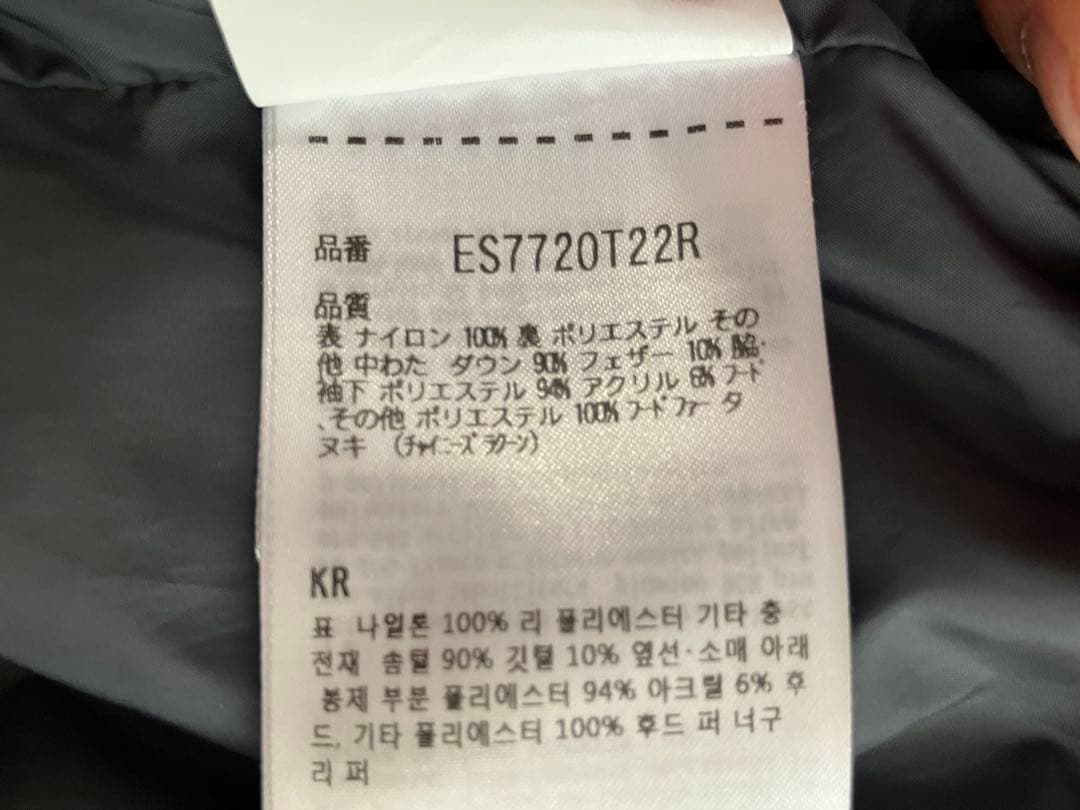 品番 ES7720T22R
品質
表 ナイロン 100% 裏 ポリエステル その
他 中わた ダウン 90% フェザー 10% 脇・
袖下 ポリエステル 94% アクリル 6% フード
、その他 ポリエステル 100% フードファー タ
ヌキ (チャイニーズラクーン)
KR
표 나일론 100% 리 폴리에스터 기타 충
전재 솜털 90% 깃털 10% 옆선·소매 아래
봉제 부분 폴리에스터 94% 아크릴 6% 후
드, 기타 폴리에스터 100% 후드 퍼 너구
리 퍼